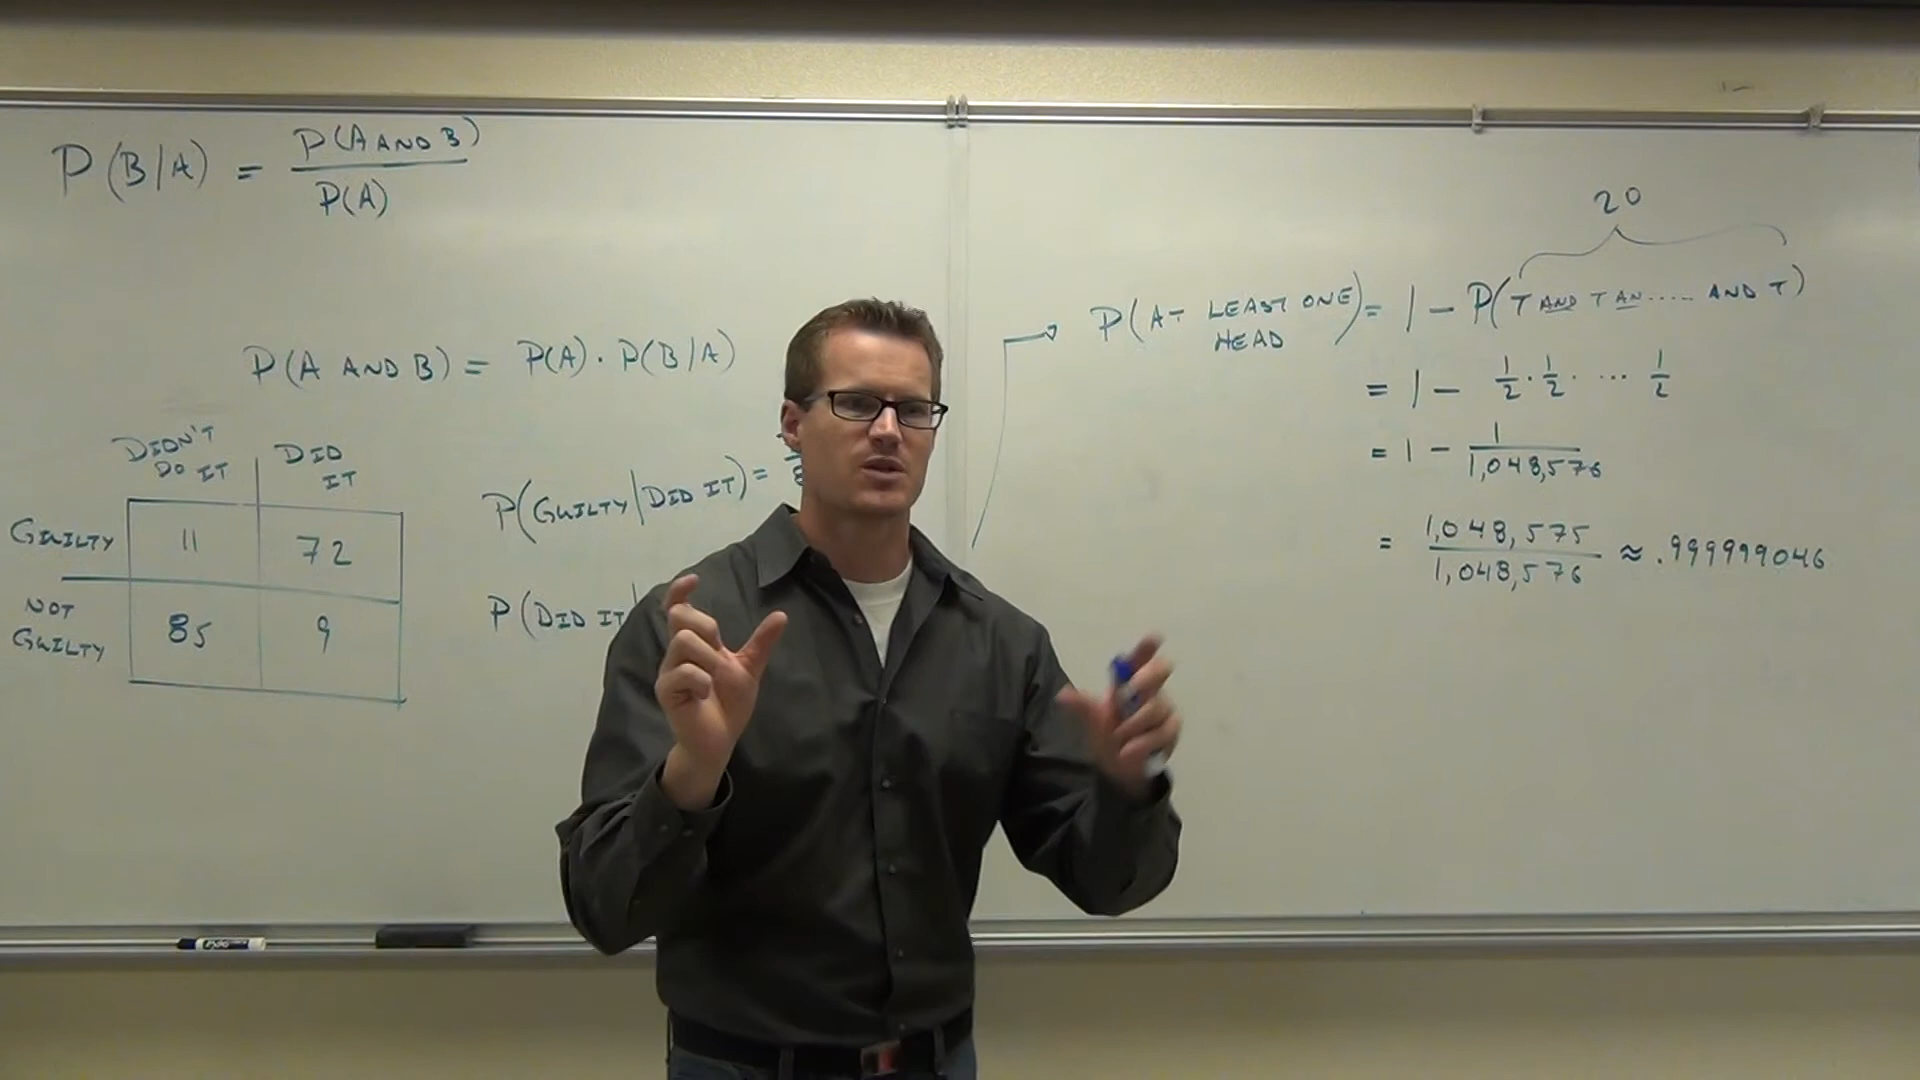 P(B|A) = P(A AND B)
P(A)
P(A AND B) = P(A) · P(B|A)
DIDN'T
DO IT
DID
IT
GUILTY 11 72
NOT
GUILTY 85 9
P(GUILTY|DID IT) =
P(DID IT|
20
P(AT LEAST ONE
HEAD) = 1 - P(T AND T AN ..... AND T)
= 1 - 1/2 · 1/2 · ... 1/2
= 1 - 1/1,048,576
= 1,048,575/1,048,576 ≈ .999999046
EXPO